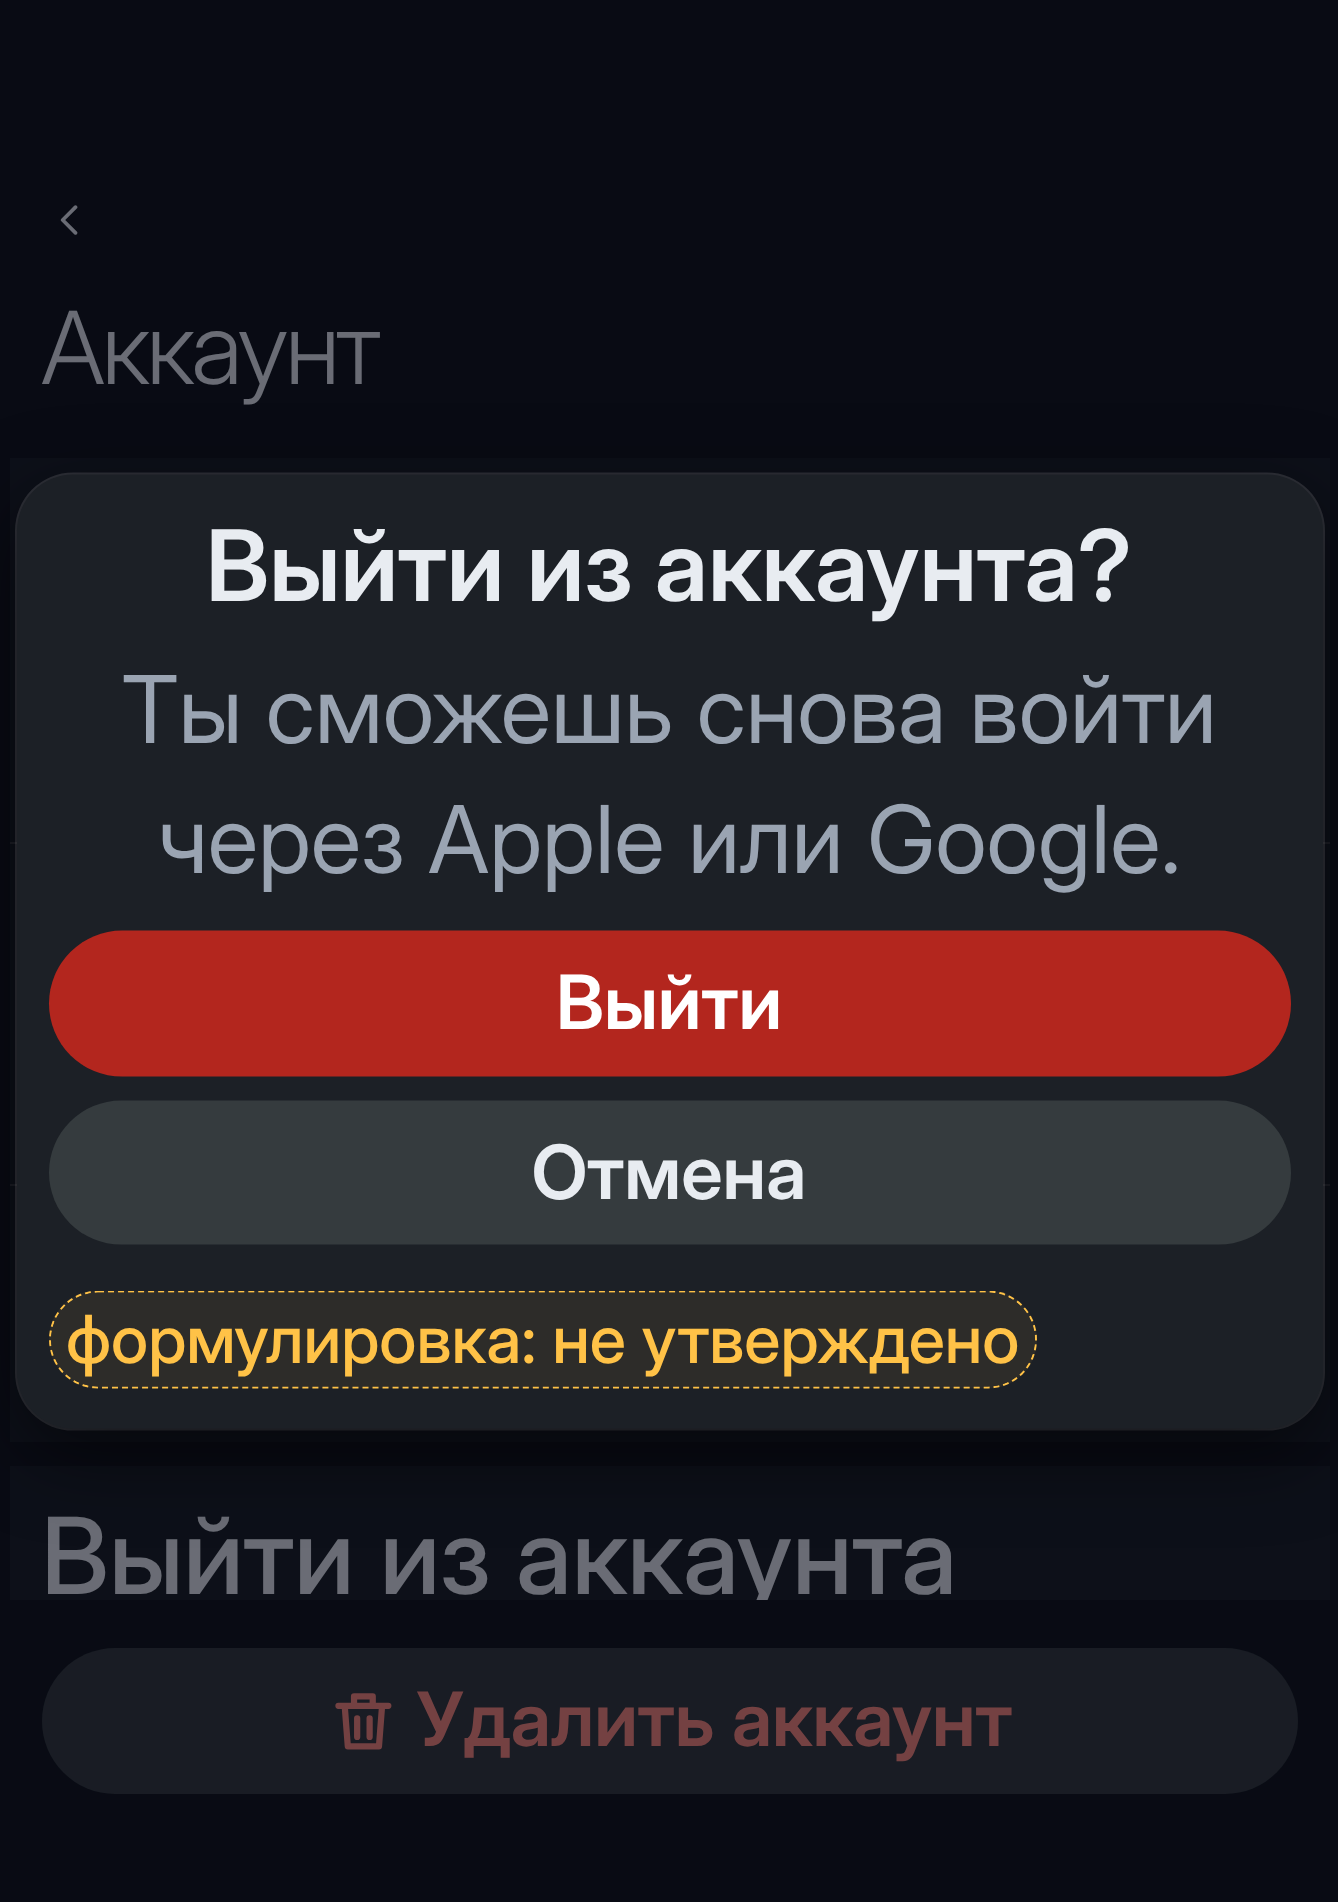 Аккаунт
Выйти из аккаунта?
Ты сможешь снова войти
через Apple или Google.
Выйти
Отмена
формулировка: не утверждено
Выйти из аккаунта
Удалить аккаунт